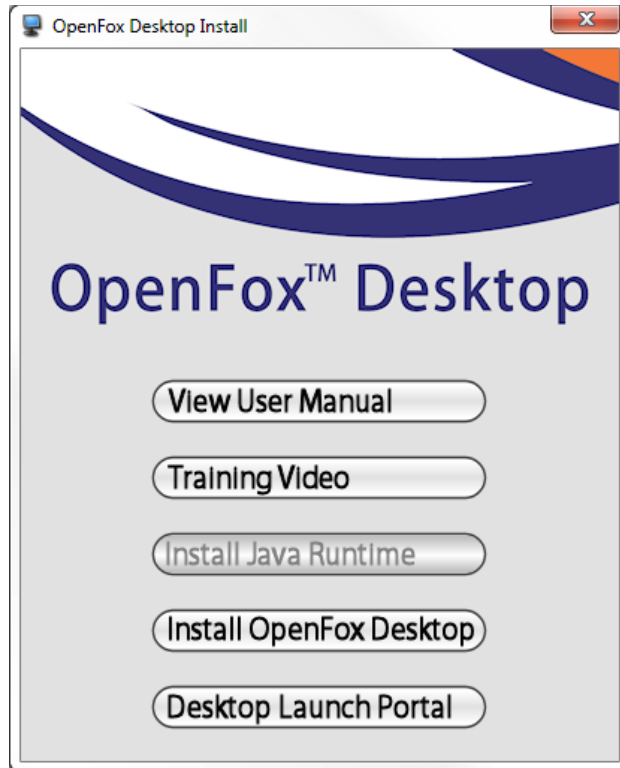 OpenFox Desktop Install
OpenFox™ Desktop
View User Manual
Training Video
Install Java Runtime
Install OpenFox Desktop
Desktop Launch Portal